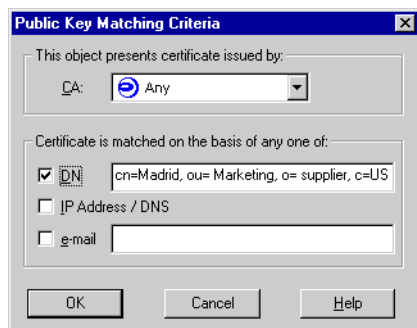 Public Key Matching Criteria
This object presents certificate issued by:
CA: Any
Certificate is matched on the basis of any one of:
DN cn=Madrid, ou= Marketing, o= supplier, c=US
IP Address / DNS
e-mail
OK Cancel Help